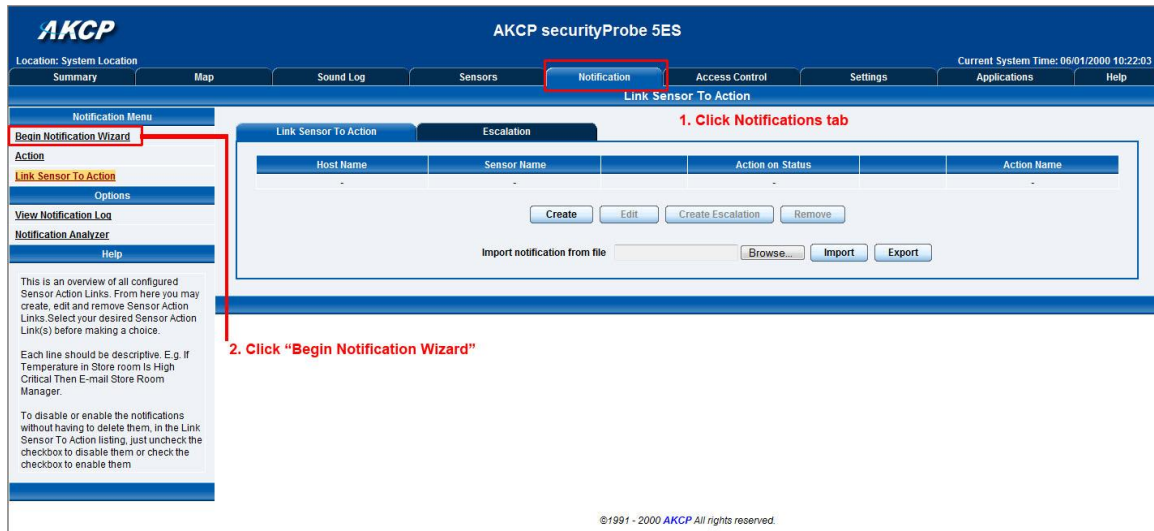 AKCP
AKCP securityProbe 5ES
Location: System Location
Current System Time: 06/01/2000 10:22:03
Summary Map Sound Log Sensors Notification Access Control Settings Applications Help
Link Sensor To Action
Notification Menu
Begin Notification Wizard
Action
Link Sensor To Action
Options
View Notification Log
Notification Analyzer
Help
This is an overview of all configured
Sensor Action Links. From here you may
create, edit and remove Sensor Action
Links.Select your desired Sensor Action
Link(s) before making a choice.
Each line should be descriptive. E.g. If
Temperature in Store room Is High
Critical Then E-mail Store Room
Manager.
To disable or enable the notifications
without having to delete them, in the Link
Sensor To Action listing, just uncheck the
checkbox to disable them or check the
checkbox to enable them
1. Click Notifications tab
Link Sensor To Action Escalation
Host Name Sensor Name Action on Status Action Name
- - - -
Create Edit Create Escalation Remove
Import notification from file Browse... Import Export
2. Click “Begin Notification Wizard”
©1991 - 2000 AKCP All rights reserved.